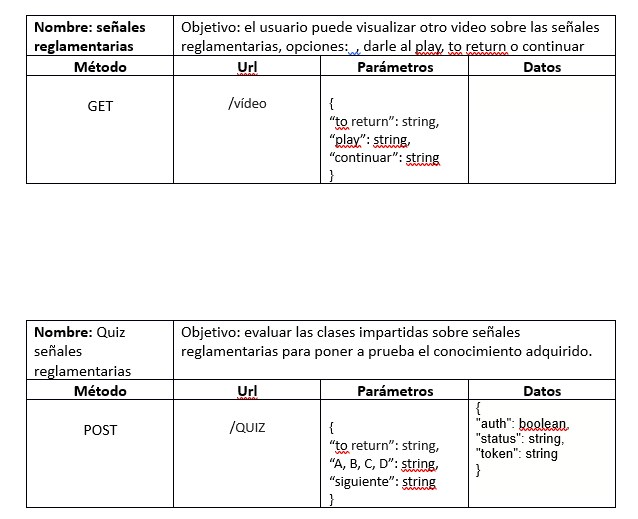 Nombre: señales
reglamentarias
Objetivo: el usuario puede visualizar otro video sobre las señales
reglamentarias, opciones: , darle al play, to return o continuar
Método Url Parámetros Datos
GET /vídeo
{
“to return”: string,
“play”: string,
“continuar”: string
}
Nombre: Quiz
señales
reglamentarias
Objetivo: evaluar las clases impartidas sobre señales
reglamentarias para poner a prueba el conocimiento adquirido.
Método Url Parámetros Datos
POST /QUIZ
{
“to return”: string,
“A, B, C, D”: string,
“siguiente”: string
}
{
"auth": boolean,
"status": string,
"token": string
}